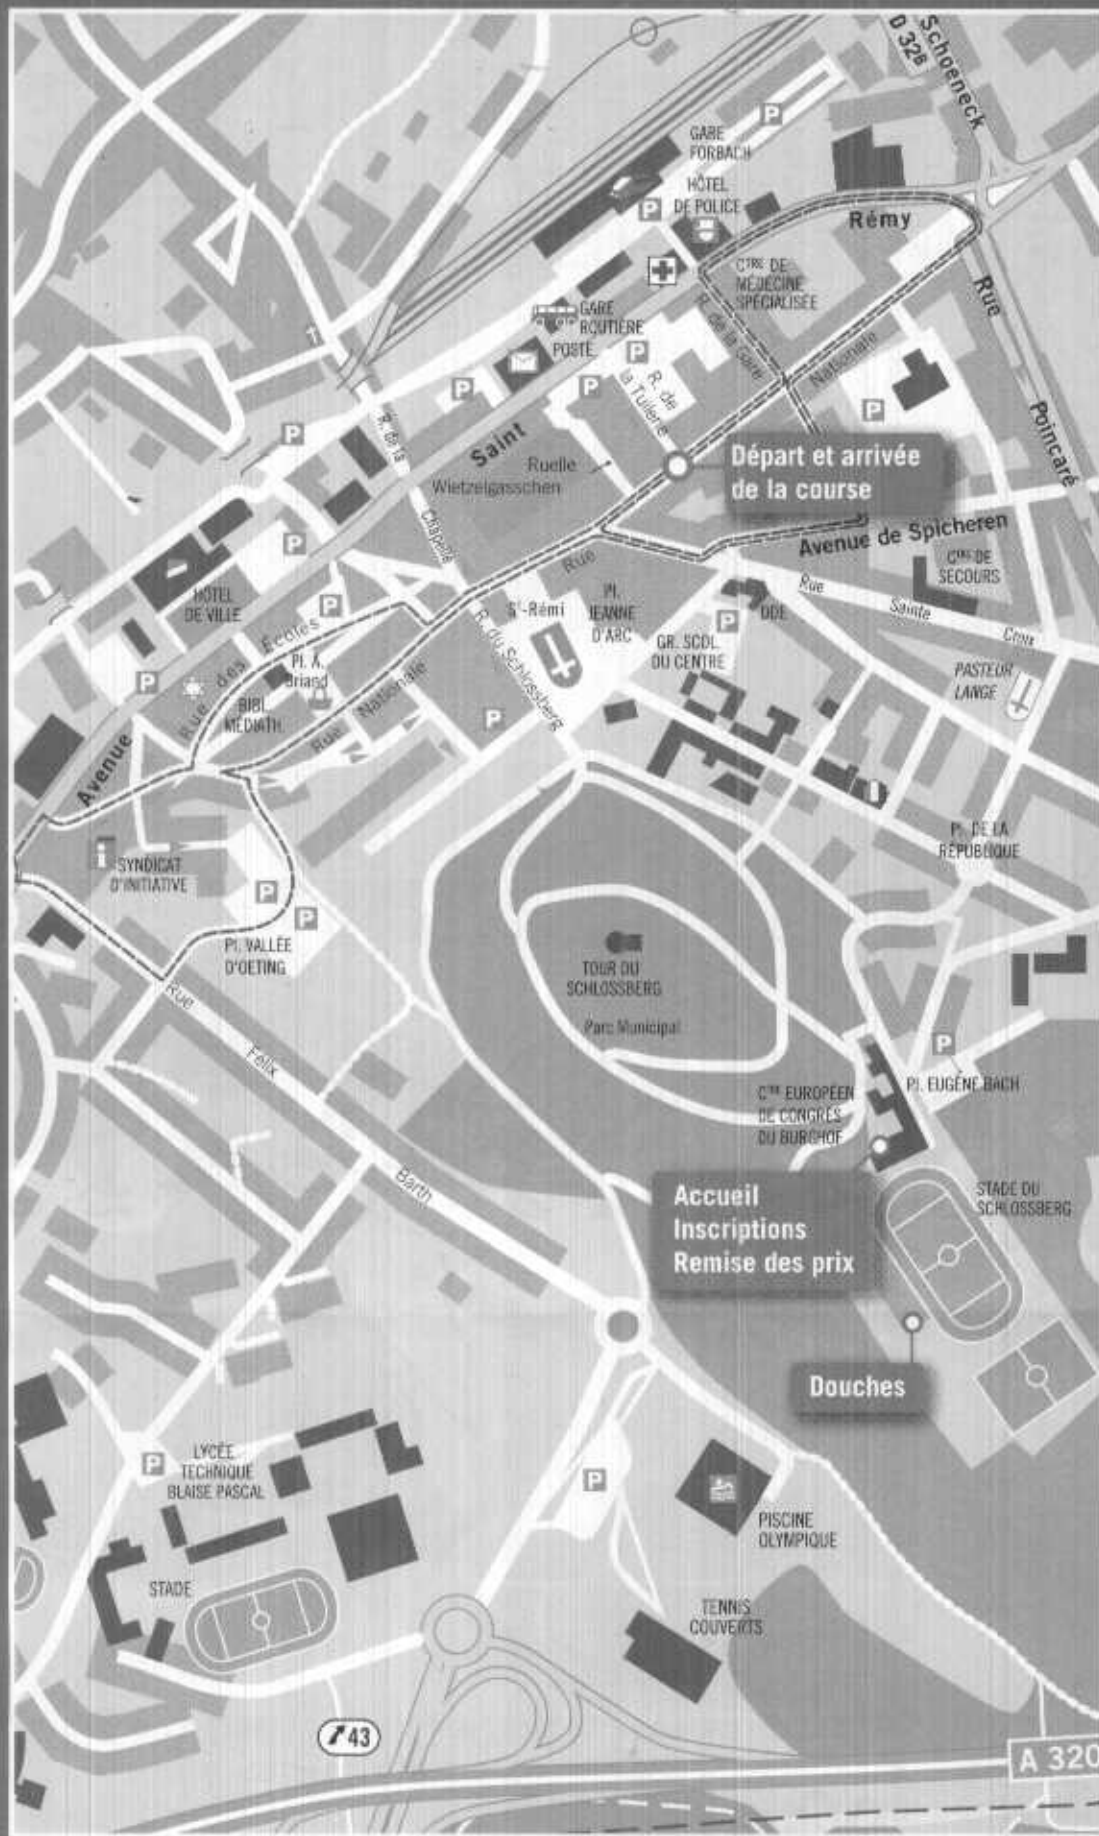 D 32B
Schoeneck
P
GARE
FORBACH
HÔTEL
DE POLICE
P
Rémy
CTRE DE
MÉDECINE
SPÉCIALISÉE
Rue
Poincaré
GARE
ROUTIÈRE
POSTE
P
P
P
R. de la Gare
R. de
la Tuilerie
Nationale
P
P
R. de la
Chapelle
Saint
Ruelle
Wietzelgasschen
Départ et arrivée
de la course
Avenue de Spicheren
CTRE DE
SECOURS
P
HÔTEL
DE VILLE
P
Rue
Pl.
JEANNE
D'ARC
St-Rémi
R. du Schlossberg
DDE
Rue
Sainte
Croix
P
GR. SCOL.
DU CENTRE
PASTEUR
LANGE
P
Rue des Écoles
Pl. A.
Briand
BIBL.
MÉDIATH.
Rue Nationale
P
Avenue
SYNDICAT
D'INITIATIVE
P
P
Pl. VALLÉE
D'OETING
Pl. DE LA
RÉPUBLIQUE
TOUR DU
SCHLOSSBERG
Parc Municipal
Rue
Félix
Barth
P
Pl. EUGÈNE BACH
CTRE EUROPÉEN
DE CONGRÈS
DU BURGHOF
Accueil
Inscriptions
Remise des prix
STADE DU
SCHLOSSBERG
Douches
P
LYCÉE
TECHNIQUE
BLAISE PASCAL
P
PISCINE
OLYMPIQUE
STADE
TENNIS
COUVERTS
43
A 320